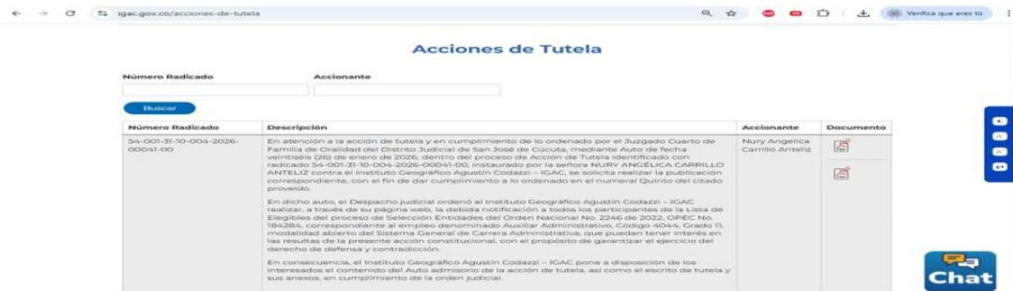 igac.gov.co/acciones-de-tutela
Verifica que eres tú
Acciones de Tutela
Número Radicado Accionante
Buscar
Número Radicado Descripción Accionante Documento
54-001-31-10-004-2026-00041-00
En atención a la acción de tutela y en cumplimiento de lo ordenado por el Juzgado Cuarto de
Familia de Oralidad del Distrito Judicial de San José de Cúcuta, mediante Auto de fecha
veintiséis (26) de enero de 2026, dentro del proceso de Acción de Tutela identificado con
radicado 54-001-31-10-004-2026-00041-00, instaurado por la señora NURY ANGÉLICA CARRILLO
ANTELIZ contra el Instituto Geográfico Agustín Codazzi – IGAC, se solicita realizar la publicación
correspondiente, con el fin de dar cumplimiento a lo ordenado en el numeral Quinto del citado
proveído.
En dicho auto, el Despacho judicial ordenó al Instituto Geográfico Agustín Codazzi – IGAC
realizar, a través de su página web, la debida notificación a todos los participantes de la Lista de
Elegibles del proceso de Selección Entidades del Orden Nacional No. 2246 de 2022, OPEC No.
184284, correspondiente al empleo denominado Auxiliar Administrativo, Código 4044, Grado 11,
modalidad abierto del Sistema General de Carrera Administrativa, que puedan tener interés en
las resultas de la presente acción constitucional, con el propósito de garantizar el ejercicio del
derecho de defensa y contradicción.
En consecuencia, el Instituto Geográfico Agustín Codazzi – IGAC pone a disposición de los
interesados el contenido del Auto admisorio de la acción de tutela, así como el escrito de tutela y
sus anexos, en cumplimiento de la orden judicial.
Nury Angelica
Carrillo Anteliz
Chat